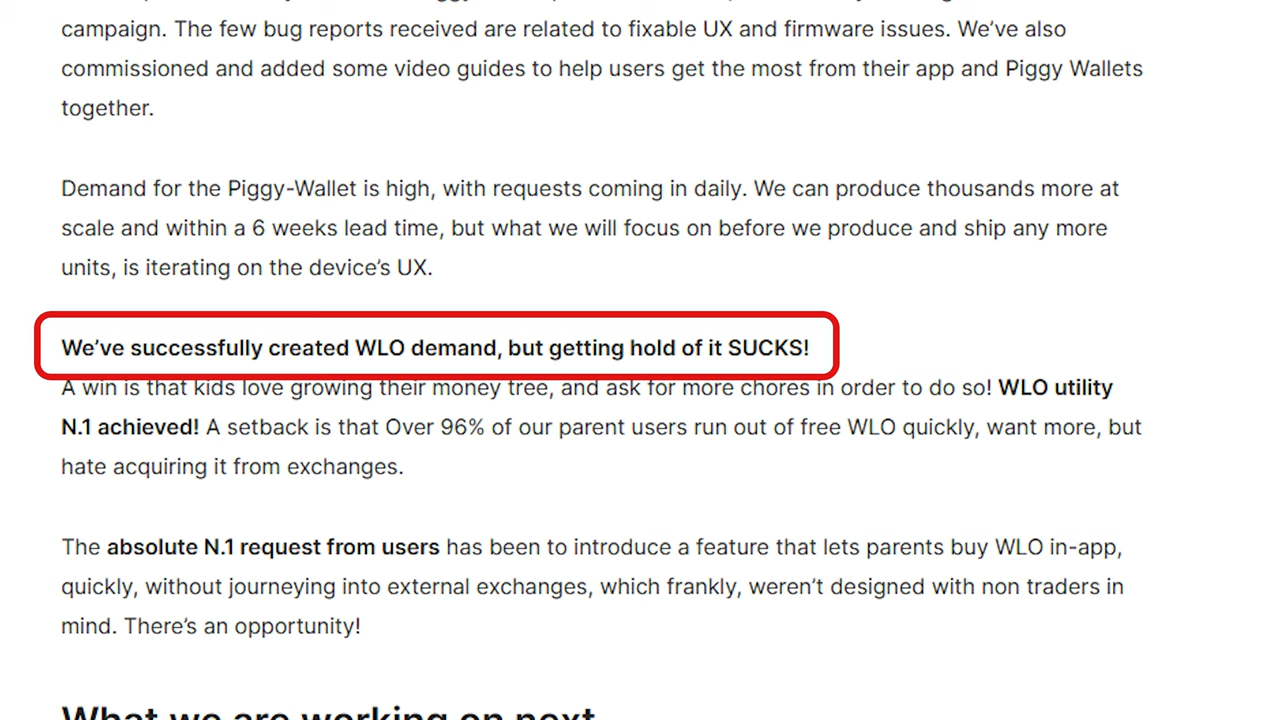 campaign. The few bug reports received are related to fixable UX and firmware issues. We’ve also
commissioned and added some video guides to help users get the most from their app and Piggy Wallets
together.
Demand for the Piggy-Wallet is high, with requests coming in daily. We can produce thousands more at
scale and within a 6 weeks lead time, but what we will focus on before we produce and ship any more
units, is iterating on the device’s UX.
We’ve successfully created WLO demand, but getting hold of it SUCKS!
A win is that kids love growing their money tree, and ask for more chores in order to do so! WLO utility
N.1 achieved! A setback is that Over 96% of our parent users run out of free WLO quickly, want more, but
hate acquiring it from exchanges.
The absolute N.1 request from users has been to introduce a feature that lets parents buy WLO in-app,
quickly, without journeying into external exchanges, which frankly, weren’t designed with non traders in
mind. There’s an opportunity!
What we are working on next